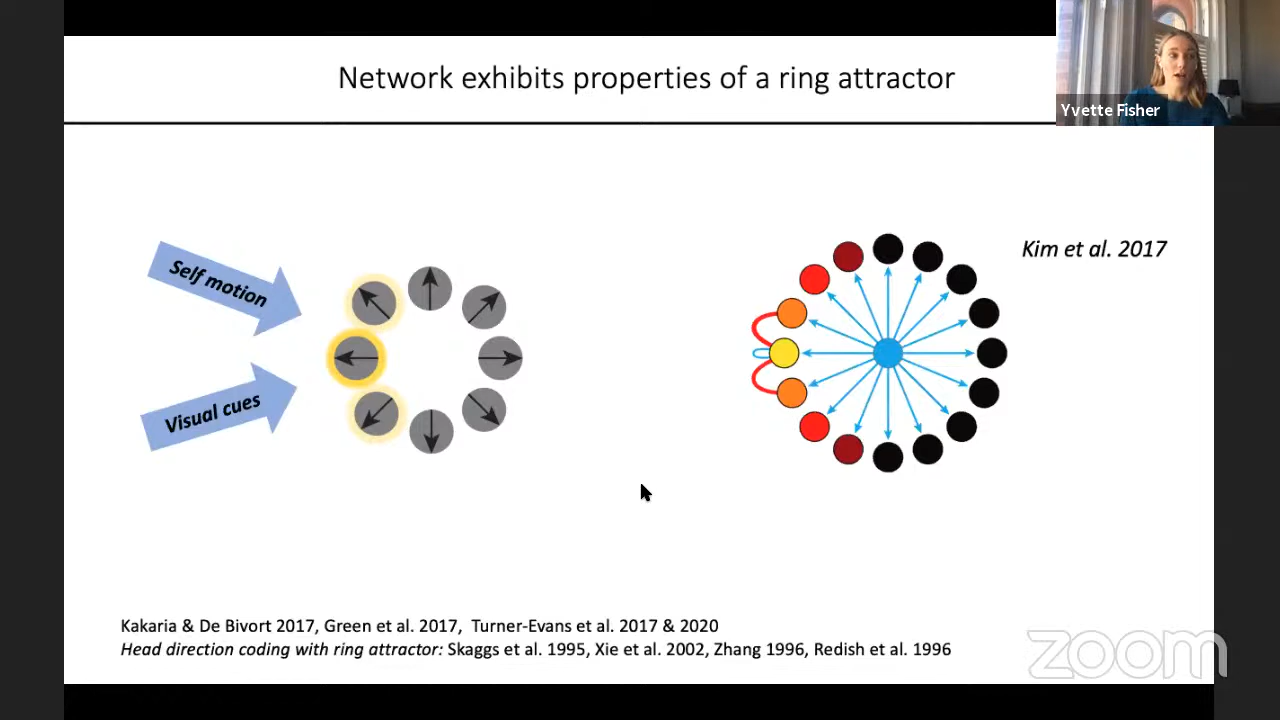 Network exhibits properties of a ring attractor
Yvette Fisher
Self motion
Visual cues
Kim et al. 2017
Kakaria & De Bivort 2017, Green et al. 2017, Turner-Evans et al. 2017 & 2020
Head direction coding with ring attractor: Skaggs et al. 1995, Xie et al. 2002, Zhang 1996, Redish et al. 1996
zoom